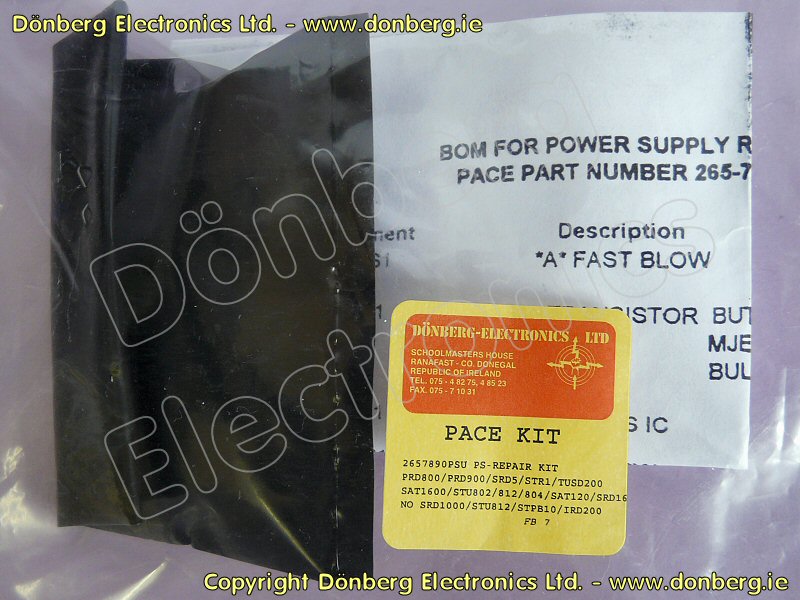 Dönberg Electronics Ltd. - www.dönberg.ie
BOM FOR POWER SUPPLY R
PACE PART NUMBER 265-7
Description
*A* FAST BLOW
BUT
MJE
BUL
S IC
Dönberg
Electronics
DÖNBERG-ELECTRONICS LTD
SCHOOLMASTERS HOUSE
RANAFAST - CO. DONEGAL
REPUBLIC OF IRELAND
TEL. 075 - 4 82 75, 4 85 23
FAX. 075 - 7 10 31
PACE KIT
2657890PSU PS-REPAIR KIT
PRD800/PRD900/SRD5/STR1/TUSD200
SAT1600/STU802/812/804/SAT120/SRD16
NO SRD1000/STU812/STPB10/IRD200
FB 7
Copyright Dönberg Electronics Ltd. - www.dönberg.ie